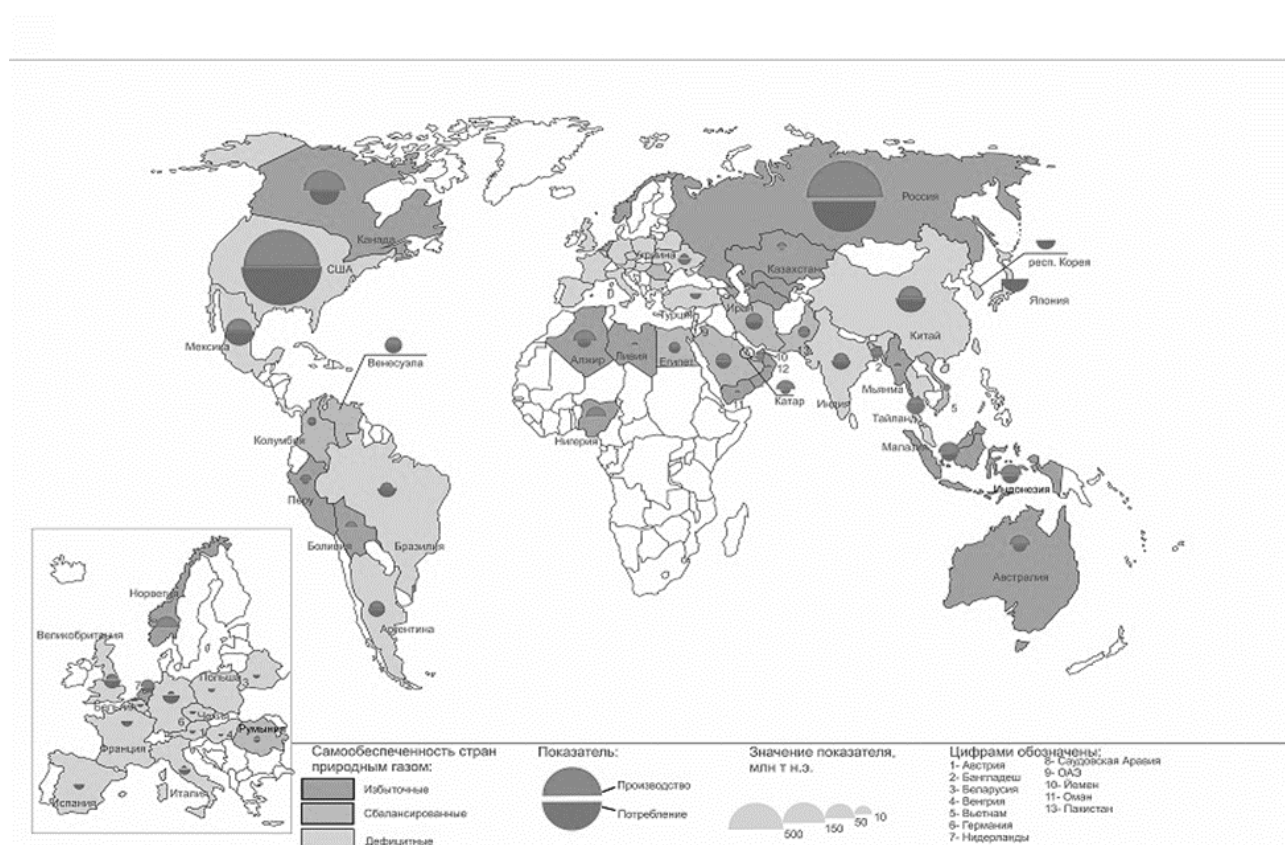 Россия
Канада
США
респ. Корея
Казахстан
Украина
Япония
Турция
Иран
Китай
Мексика
9
Венесуэла
Алжир
Ливия
Египет
10
12
13
2
Катар
Индия
Мьянма
Тайланд
5
Колумбия
Нигерия
Индонезия
Перу
Боливия
Бразилия
Австралия
Аргентина
Норвегия
Великобритания
7
Польша
3
Чехия
6
4
Румыния
Франция
Испания
Италия
Самообеспеченность стран
природным газом:
Избыточные
Сбалансированные
Дефицитные
Показатель:
Производство
Потребление
Значение показателя,
млн т н.э.
500
150
50
10
Цифрами обозначены:
1- Австрия
2- Бангладеш
3- Беларусия
4- Венгрия
5- Вьетнам
6- Германия
7- Нидерланды
8- Саудовская Аравия
9- ОАЭ
10- Йемен
11- Оман
13- Пакистан